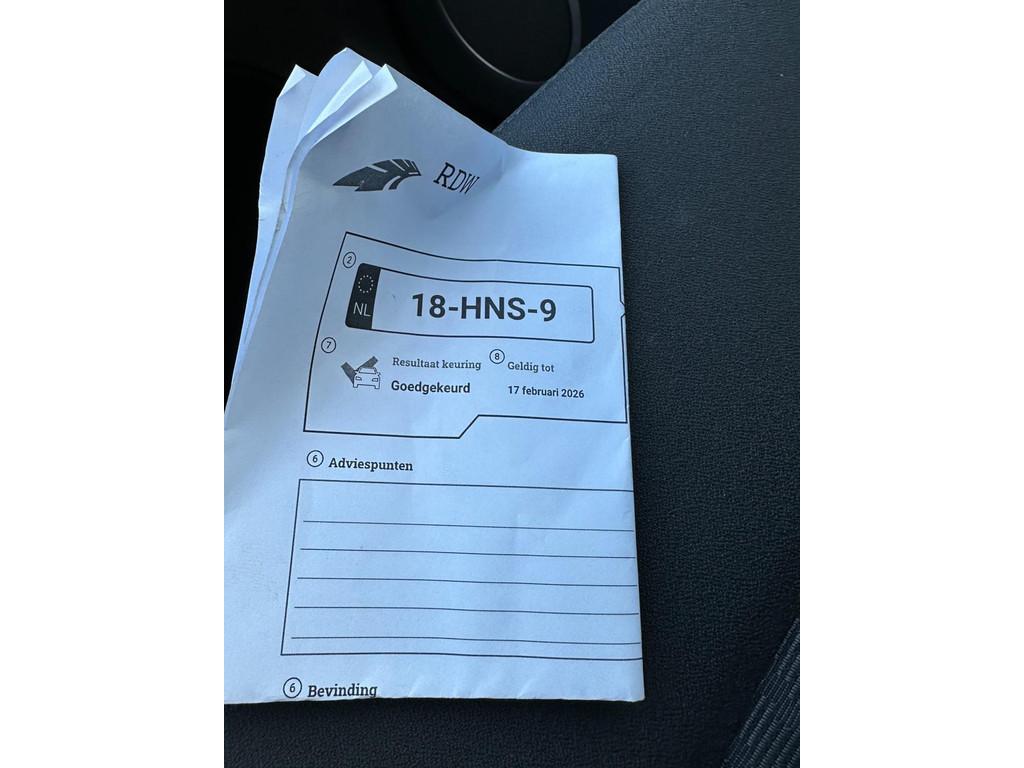 RDW
2
NL
18-HNS-9
7
Resultaat keuring
Goedgekeurd
8
Geldig tot
17 februari 2026
6 Adviespunten
6 Bevinding